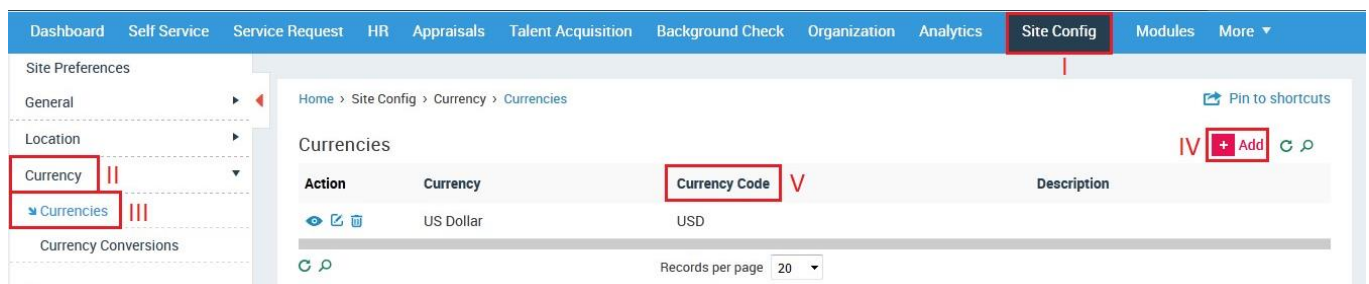 Dashboard Self Service Service Request HR Appraisals Talent Acquisition Background Check Organization Analytics Site Config Modules More
I
Site Preferences
General
Location
Currency II
Currencies III
Currency Conversions
Home › Site Config › Currency › Currencies Pin to shortcuts
Currencies IV + Add
Action Currency Currency Code V Description
US Dollar USD
Records per page 20